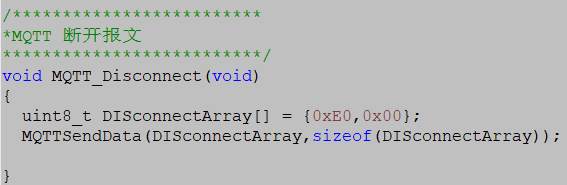 /*******************************
*MQTT 断开报文
********************************/
void MQTT_Disconnect(void)
{
  uint8_t DISconnectArray[] = {0xE0,0x00};
  MQTTSendData(DISconnectArray,sizeof(DISconnectArray));
}